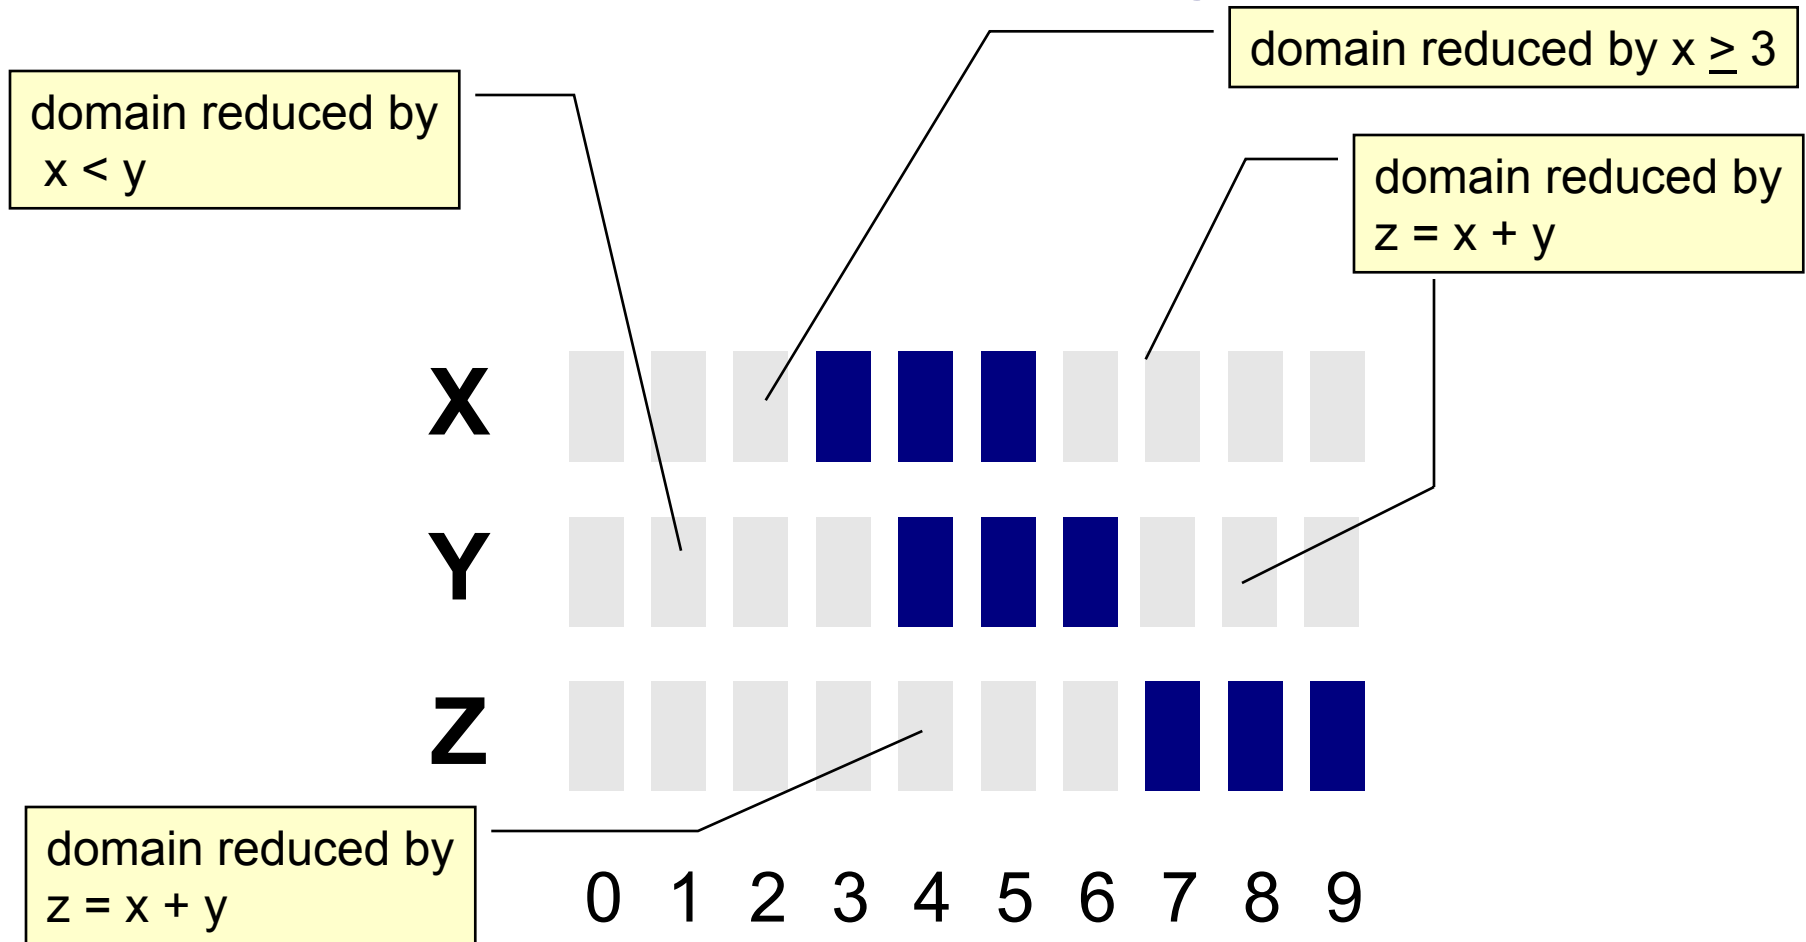 domain reduced by x ≥ 3
domain reduced by
x < y
domain reduced by
z = x + y
X
Y
Z
domain reduced by
z = x + y
0 1 2 3 4 5 6 7 8 9